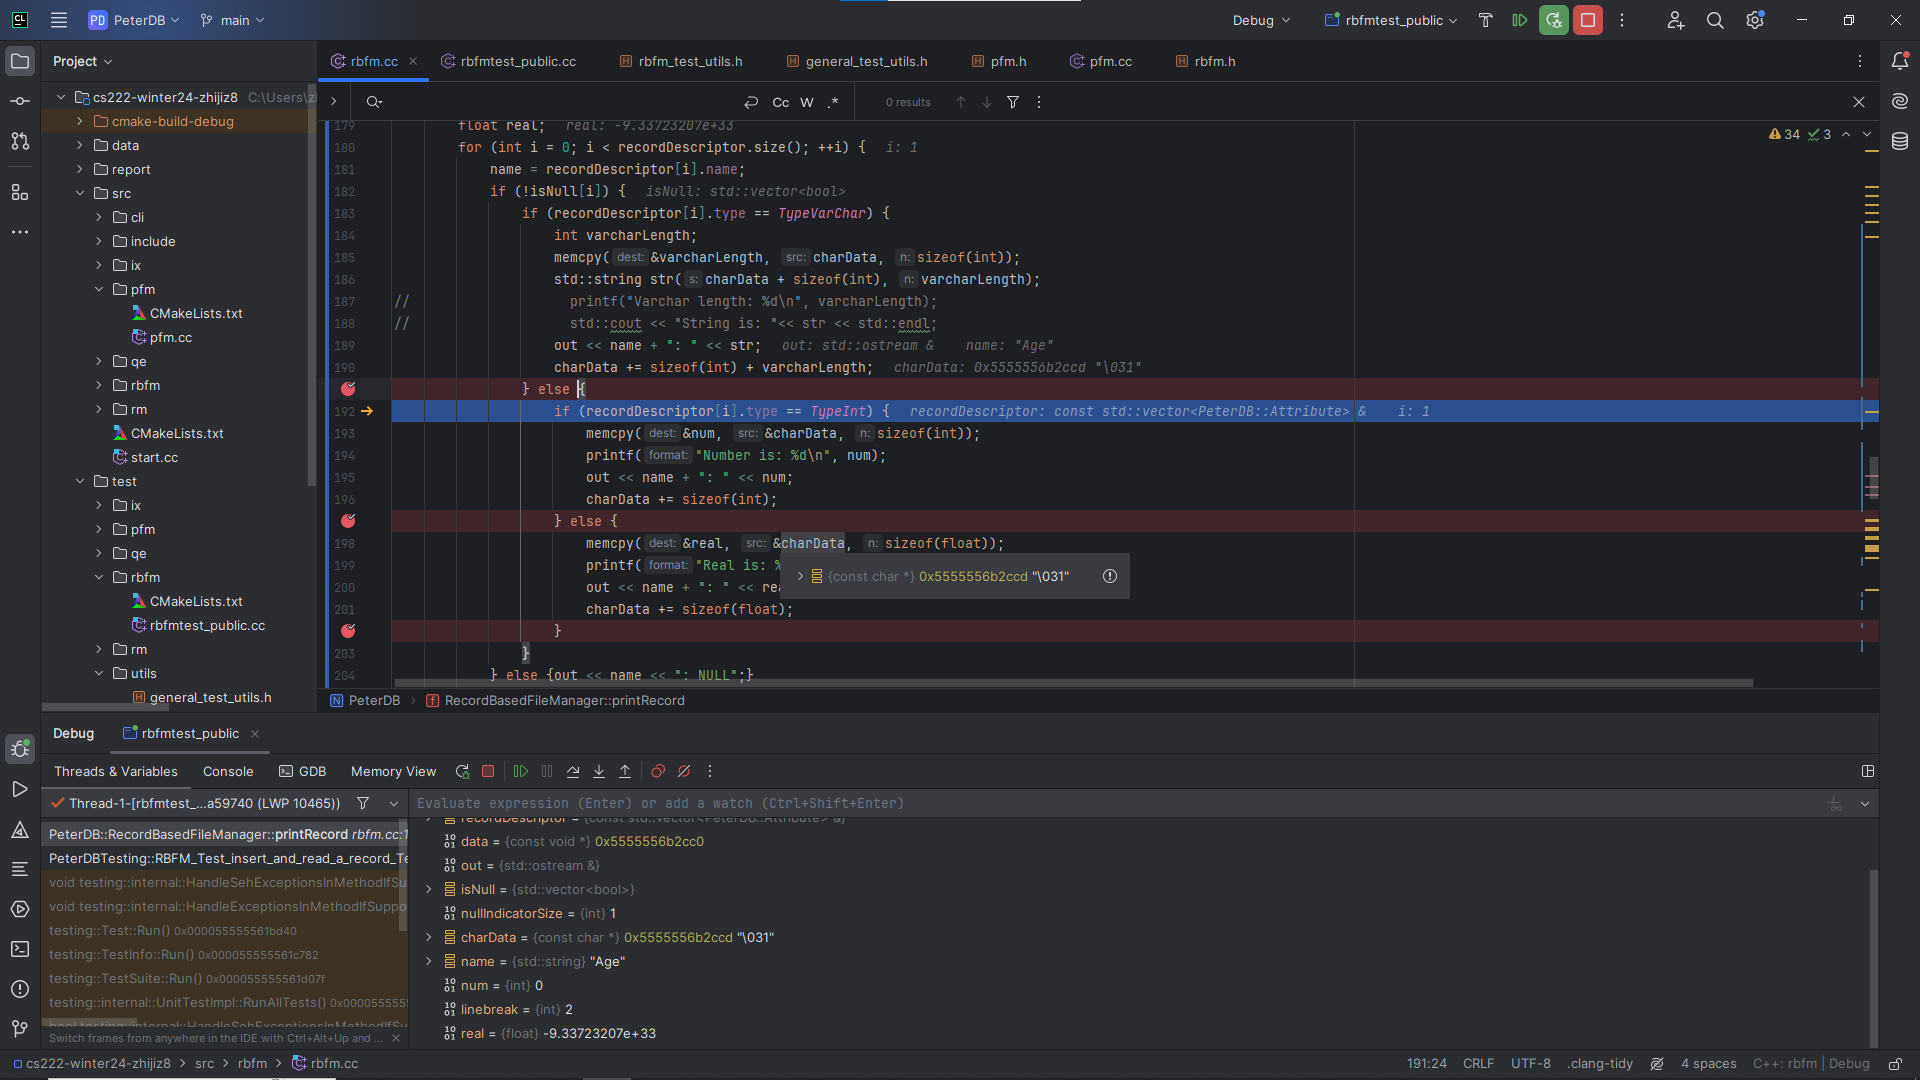 CL
PD PeterDB
main
Debug
rbfmtest_public
Project
rbfm.cc
rbfmtest_public.cc
rbfm_test_utils.h
general_test_utils.h
pfm.h
pfm.cc
rbfm.h
Cc W .*
0 results
cs222-winter24-zhijiz8 C:\Users\z
cmake-build-debug
data
report
src
cli
include
ix
pfm
CMakeLists.txt
pfm.cc
qe
rbfm
rm
CMakeLists.txt
start.cc
test
ix
pfm
qe
rbfm
CMakeLists.txt
rbfmtest_public.cc
rm
utils
general_test_utils.h
34 3
179 float real; real: -9.33723207e+33
180 for (int i = 0; i < recordDescriptor.size(); ++i) { i: 1
181 name = recordDescriptor[i].name;
182 if (!isNull[i]) { isNull: std::vector<bool>
183 if (recordDescriptor[i].type == TypeVarChar) {
184 int varcharLength;
185 memcpy( dest: &varcharLength, src: charData, n: sizeof(int));
186 std::string str( s: charData + sizeof(int), n: varcharLength);
187 // printf("Varchar length: %d\n", varcharLength);
188 // std::cout << "String is: "<< str << std::endl;
189 out << name + ": " << str; out: std::ostream & name: "Age"
190 charData += sizeof(int) + varcharLength; charData: 0x5555556b2ccd "\031"
} else {
192 if (recordDescriptor[i].type == TypeInt) { recordDescriptor: const std::vector<PeterDB::Attribute> & i: 1
193 memcpy( dest: &num, src: &charData, n: sizeof(int));
194 printf( format: "Number is: %d\n", num);
195 out << name + ": " << num;
196 charData += sizeof(int);
} else {
198 memcpy( dest: &real, src: &charData, n: sizeof(float));
199 printf( format: "Real is: %
{const char *} 0x5555556b2ccd "\031"
200 out << name + ": " << rea
201 charData += sizeof(float);
}
203 }
204 } else {out << name << ": NULL";}
PeterDB
RecordBasedFileManager::printRecord
Debug
rbfmtest_public
Threads & Variables
Console
GDB
Memory View
Thread-1-[rbfmtest_...a59740 (LWP 10465)]
Evaluate expression (Enter) or add a watch (Ctrl+Shift+Enter)
PeterDB::RecordBasedFileManager::printRecord rbfm.cc:1
PeterDBTesting::RBFM_Test_insert_and_read_a_record_Te
void testing::internal::HandleSehExceptionsInMethodIfSu
void testing::internal::HandleExceptionsInMethodIfSuppo
testing::Test::Run() 0x000055555561bd40
testing::TestInfo::Run() 0x000055555561c782
testing::TestSuite::Run() 0x000055555561d07f
testing::internal::UnitTestImpl::RunAllTests() 0x0000555555
bool testing::internal::HandleSehExceptionsInMethodIfSu
Switch frames from anywhere in the IDE with Ctrl+Alt+Up and ...
recordDescriptor = {const std::vector<PeterDB::Attribute> &}
data = {const void *} 0x5555556b2cc0
out = {std::ostream &}
isNull = {std::vector<bool>}
nullIndicatorSize = {int} 1
charData = {const char *} 0x5555556b2ccd "\031"
name = {std::string} "Age"
num = {int} 0
linebreak = {int} 2
real = {float} -9.33723207e+33
cs222-winter24-zhijiz8 > src > rbfm > rbfm.cc
191:24 CRLF UTF-8 .clang-tidy 4 spaces C++: rbfm | Debug